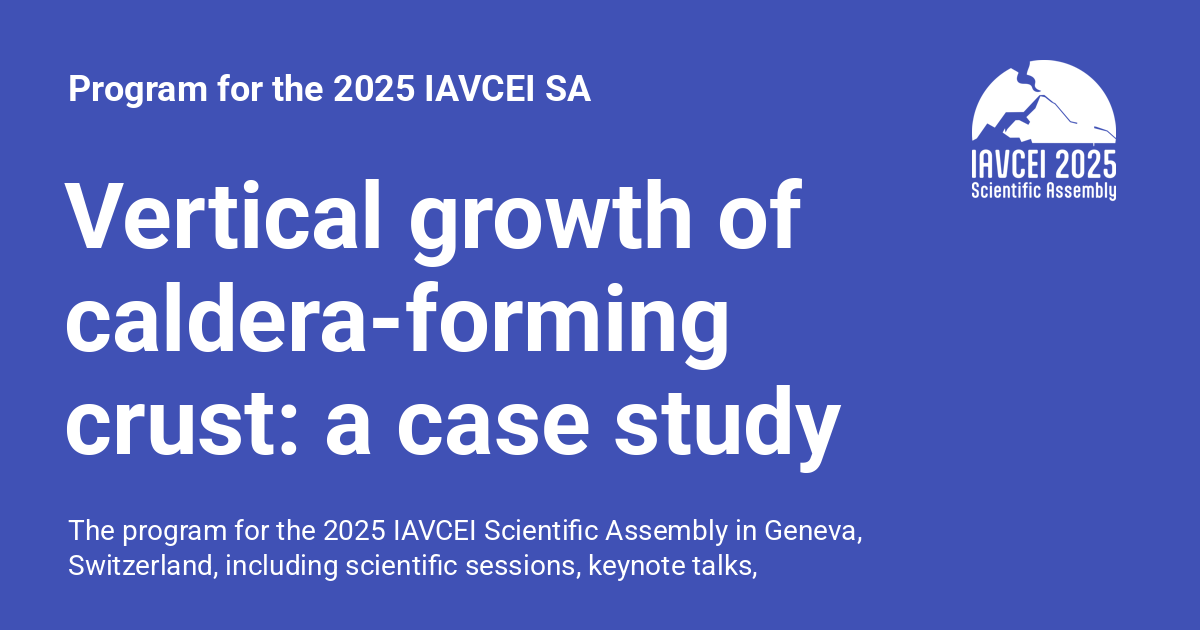 Program for the 2025 IAVCEI SA
IAVCEI 2025
Scientific Assembly
Vertical growth of
caldera-forming
crust: a case study
The program for the 2025 IAVCEI Scientific Assembly in Geneva,
Switzerland, including scientific sessions, keynote talks,